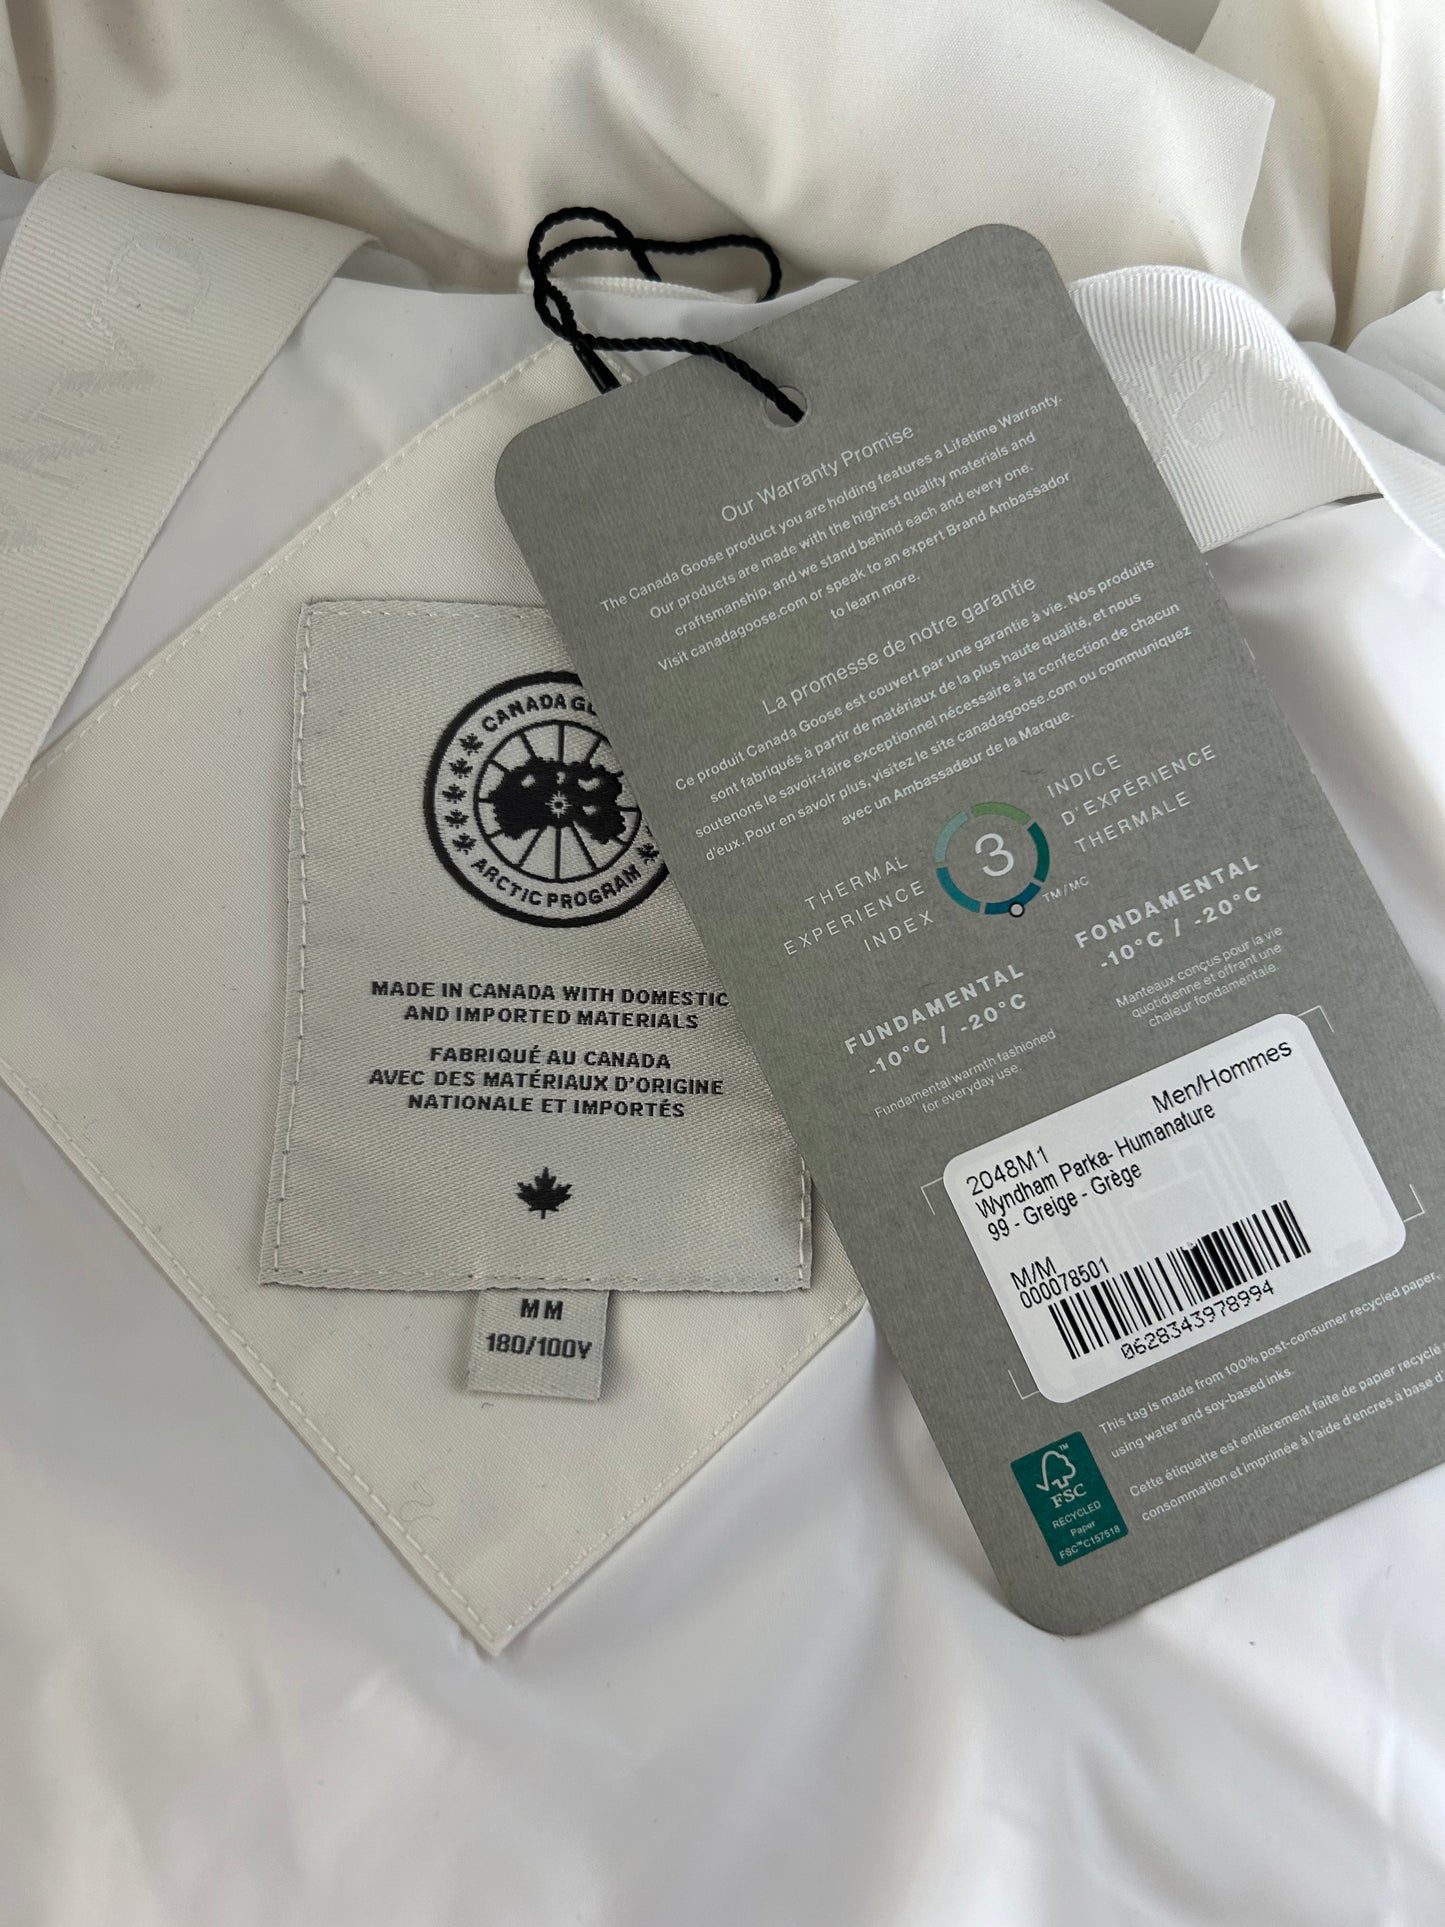 CANADA
ARCTIC PROGRAM
MADE IN CANADA WITH DOMESTIC
AND IMPORTED MATERIALS
FABRIQUÉ AU CANADA
AVEC DES MATÉRIAUX D'ORIGINE
NATIONALE ET IMPORTÉS
MM
180/100Y
Our Warranty Promise
The Canada Goose product you are holding features a Lifetime Warranty.
Our products are made with the highest quality materials and
craftsmanship, and we stand behind each and every one.
Visit canadagoose.com or speak to an expert Brand Ambassador
to learn more.
La promesse de notre garantie
Ce produit Canada Goose est couvert par une garantie à vie. Nos produits
sont fabriqués à partir de matériaux de la plus haute qualité, et nous
soutenons le savoir-faire exceptionnel nécessaire à la confection de chacun
d'eux. Pour en savoir plus, visitez le site canadagoose.com ou communiquez
avec un Ambassadeur de la Marque.
THERMAL
EXPERIENCE
INDEX
3
TM/MC
INDICE
D'EXPÉRIENCE
THERMALE
FUNDAMENTAL
-10°C / -20°C
Fundamental warmth fashioned
for everyday use.
FONDAMENTAL
-10°C / -20°C
Manteaux conçus pour la vie
quotidienne et offrant une
chaleur fondamentale.
Men/Hommes
2048M1
Wyndham Parka- Humanature
99 - Greige - Grège
M/M
000078501
0628343978994
This tag is made from 100% post-consumer recycled paper,
using water and soy-based inks.
Cette étiquette est entièrement faite de papier recyclé
consommation et imprimée à l'aide d'encres à base d'
FSC
RECYCLED
Paper
FSC™ C157518